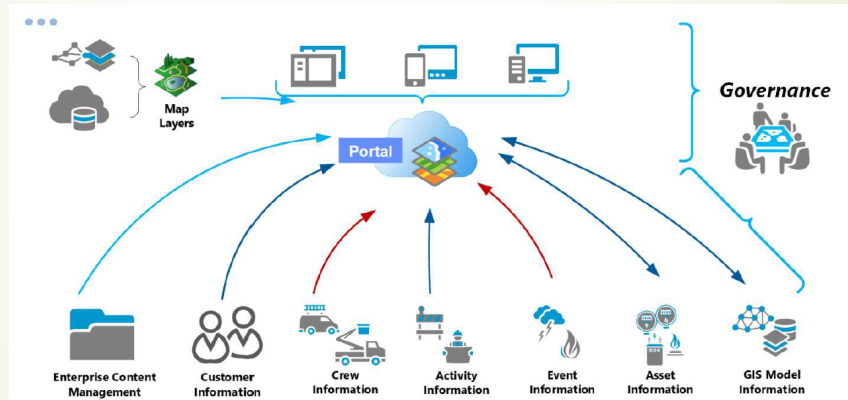 Governance
Map
Layers
Portal
Enterprise Content
Management
Customer
Information
Crew
Information
Activity
Information
Event
Information
Asset
Information
GIS Model
Information